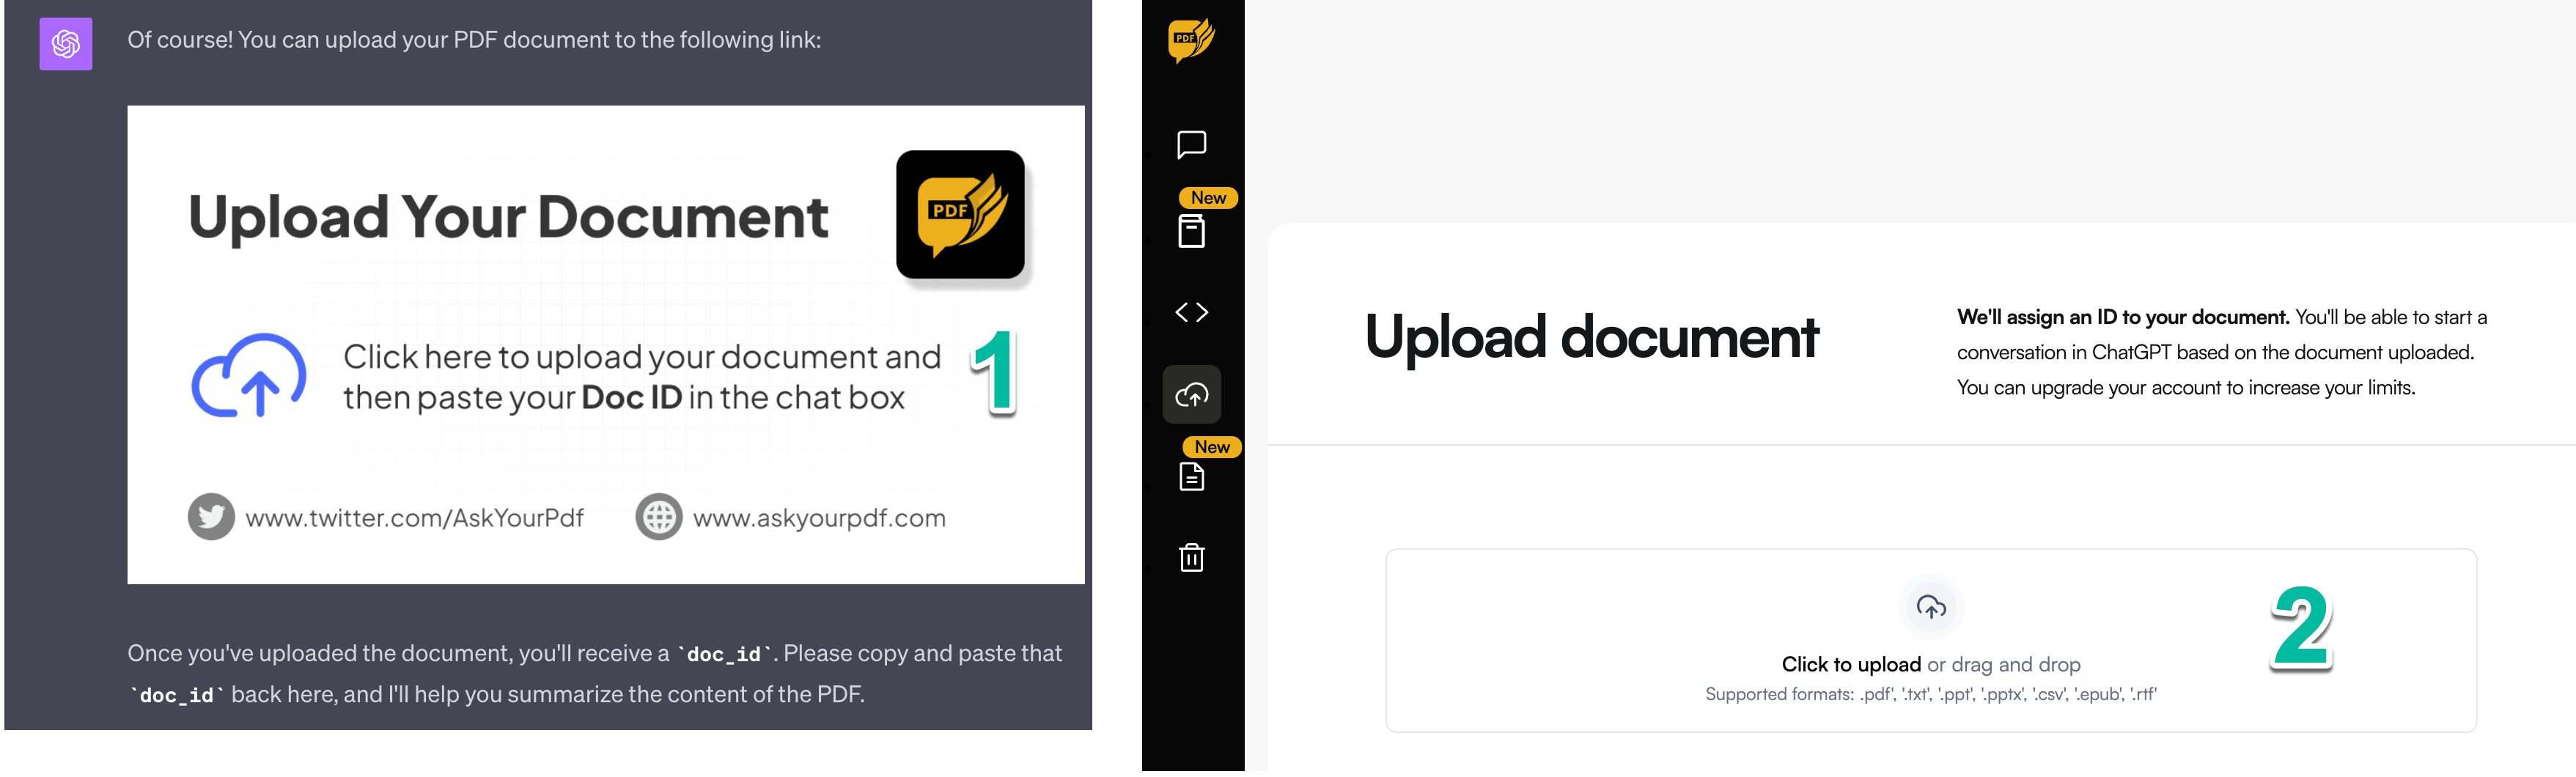 Of course! You can upload your PDF document to the following link:
Upload Your Document
PDF
Click here to upload your document and
then paste your Doc ID in the chat box
1
www.twitter.com/AskYourPdf
www.askyourpdf.com
Once you've uploaded the document, you'll receive a `doc_id`. Please copy and paste that
`doc_id` back here, and I'll help you summarize the content of the PDF.
PDF
New
New
Upload document
We'll assign an ID to your document. You'll be able to start a
conversation in ChatGPT based on the document uploaded.
You can upgrade your account to increase your limits.
Click to upload or drag and drop
Supported formats: .pdf', '.txt', '.ppt', '.pptx', '.csv', '.epub', '.rtf'
2